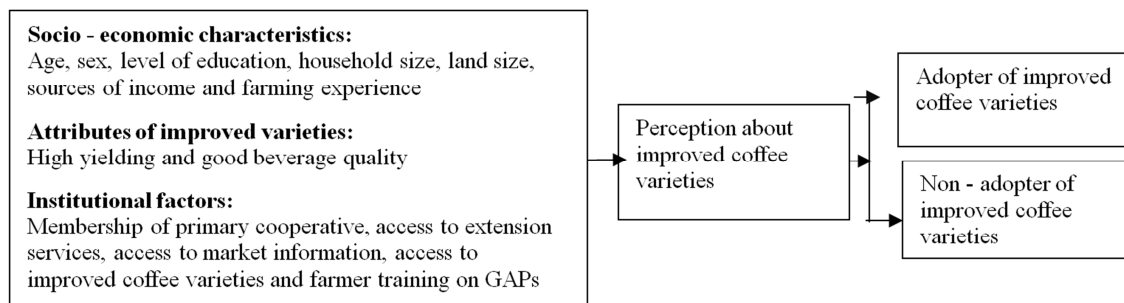 Socio - economic characteristics:
Age, sex, level of education, household size, land size,
sources of income and farming experience
Attributes of improved varieties:
High yielding and good beverage quality
Institutional factors:
Membership of primary cooperative, access to extension
services, access to market information, access to
improved coffee varieties and farmer training on GAPs
Perception about
improved coffee
varieties
Adopter of improved
coffee varieties
Non - adopter of
improved coffee
varieties